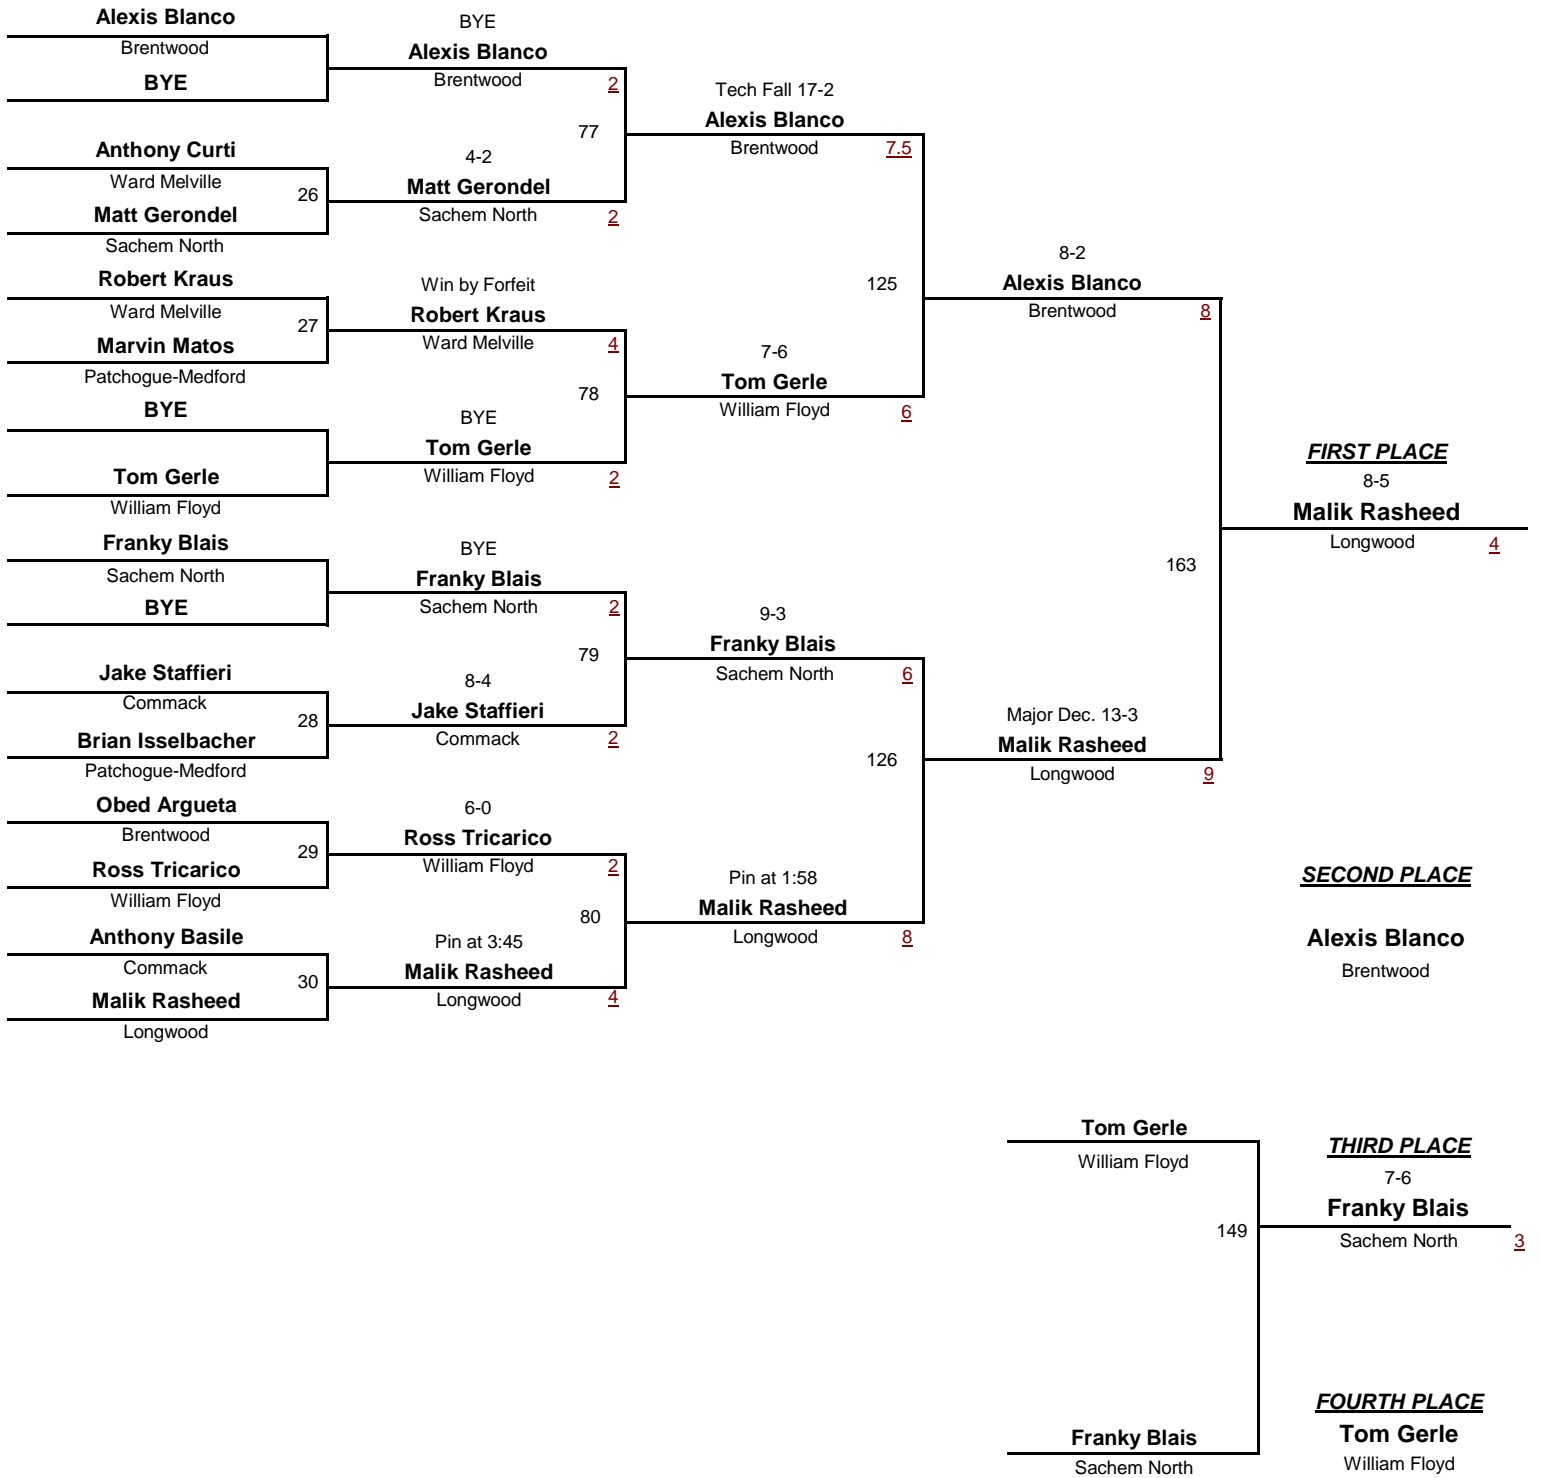 Alexis Blanco
Brentwood
BYE
Anthony Curti
Ward Melville
26
Matt Gerondel
Sachem North
Robert Kraus
Ward Melville
27
Marvin Matos
Patchogue-Medford
BYE
Tom Gerle
William Floyd
Franky Blais
Sachem North
BYE
Jake Staffieri
Commack
28
Brian Isselbacher
Patchogue-Medford
Obed Argueta
Brentwood
29
Ross Tricarico
William Floyd
Anthony Basile
Commack
30
Malik Rasheed
Longwood
BYE
Alexis Blanco
Brentwood
2
77
4-2
Matt Gerondel
Sachem North
2
Win by Forfeit
Robert Kraus
Ward Melville
4
78
BYE
Tom Gerle
William Floyd
2
BYE
Franky Blais
Sachem North
2
79
8-4
Jake Staffieri
Commack
2
6-0
Ross Tricarico
William Floyd
2
80
Pin at 3:45
Malik Rasheed
Longwood
4
Tech Fall 17-2
Alexis Blanco
Brentwood
7.5
125
7-6
Tom Gerle
William Floyd
6
9-3
Franky Blais
Sachem North
6
126
Pin at 1:58
Malik Rasheed
Longwood
8
8-2
Alexis Blanco
Brentwood
8
163
Major Dec. 13-3
Malik Rasheed
Longwood
9
FIRST PLACE
8-5
Malik Rasheed
Longwood
4
SECOND PLACE
Alexis Blanco
Brentwood
Tom Gerle
William Floyd
149
Franky Blais
Sachem North
THIRD PLACE
7-6
Franky Blais
Sachem North
3
FOURTH PLACE
Tom Gerle
William Floyd